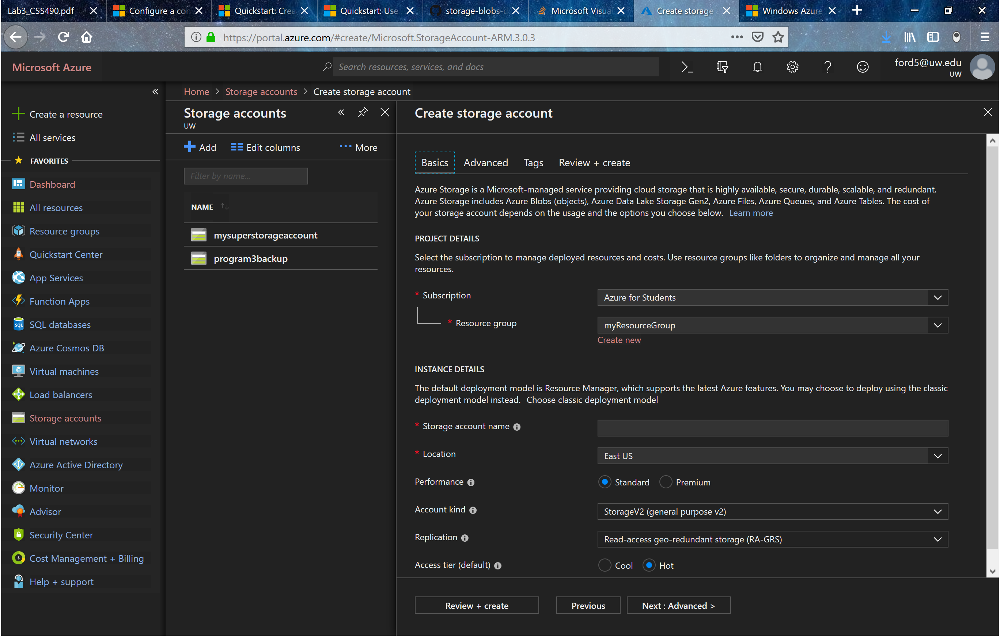 Lab3_CSS490.pdf
Configure a con
Quickstart: Crea
Quickstart: Use
storage-blobs-c
Microsoft Visua
Create storage
Windows Azure
https://portal.azure.com/#create/Microsoft.StorageAccount-ARM.3.0.3
Microsoft Azure
Search resources, services, and docs
ford5@uw.edu
UW
Home > Storage accounts > Create storage account
Create a resource
All services
FAVORITES
Dashboard
All resources
Resource groups
Quickstart Center
App Services
Function Apps
SQL databases
Azure Cosmos DB
Virtual machines
Load balancers
Storage accounts
Virtual networks
Azure Active Directory
Monitor
Advisor
Security Center
Cost Management + Billing
Help + support
Storage accounts
UW
Add
Edit columns
More
Filter by name...
NAME
mysuperstorageaccount
program3backup
Create storage account
Basics
Advanced
Tags
Review + create
Azure Storage is a Microsoft-managed service providing cloud storage that is highly available, secure, durable, scalable, and redundant.
Azure Storage includes Azure Blobs (objects), Azure Data Lake Storage Gen2, Azure Files, Azure Queues, and Azure Tables. The cost of
your storage account depends on the usage and the options you choose below. Learn more
PROJECT DETAILS
Select the subscription to manage deployed resources and costs. Use resource groups like folders to organize and manage all your
resources.
* Subscription
Azure for Students
* Resource group
myResourceGroup
Create new
INSTANCE DETAILS
The default deployment model is Resource Manager, which supports the latest Azure features. You may choose to deploy using the classic
deployment model instead. Choose classic deployment model
* Storage account name
* Location
East US
Performance
Standard
Premium
Account kind
StorageV2 (general purpose v2)
Replication
Read-access geo-redundant storage (RA-GRS)
Access tier (default)
Cool
Hot
Review + create
Previous
Next : Advanced >